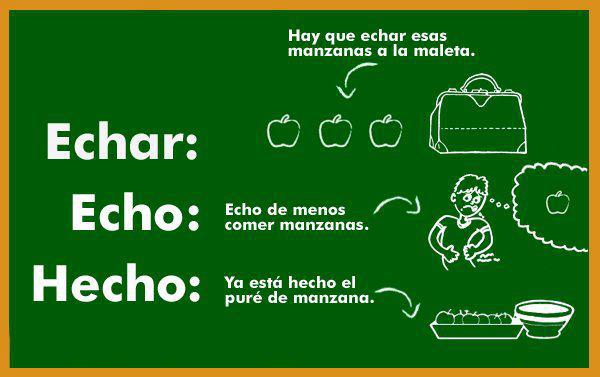 Hay que echar esas
manzanas a la maleta.
Echar:
Echo:
Echo de menos
comer manzanas.
Hecho:
Ya está hecho el
puré de manzana.